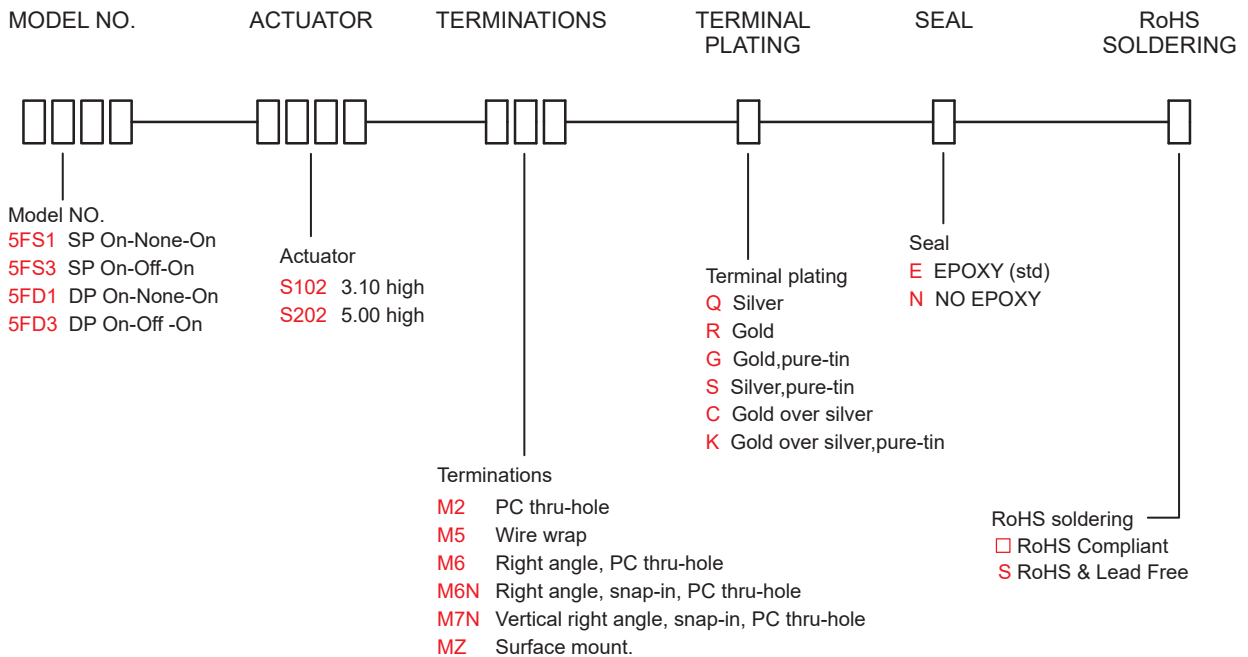 MODEL NO.
ACTUATOR
TERMINATIONS
TERMINAL
PLATING
SEAL
RoHS
SOLDERING
Model NO.
5FS1 SP On-None-On
5FS3 SP On-Off-On
5FD1 DP On-None-On
5FD3 DP On-Off -On
Actuator
S102 3.10 high
S202 5.00 high
Terminations
M2 PC thru-hole
M5 Wire wrap
M6 Right angle, PC thru-hole
M6N Right angle, snap-in, PC thru-hole
M7N Vertical right angle, snap-in, PC thru-hole
MZ Surface mount.
Terminal plating
Q Silver
R Gold
G Gold,pure-tin
S Silver,pure-tin
C Gold over silver
K Gold over silver,pure-tin
Seal
E EPOXY (std)
N NO EPOXY
RoHS soldering
□ RoHS Compliant
S RoHS & Lead Free